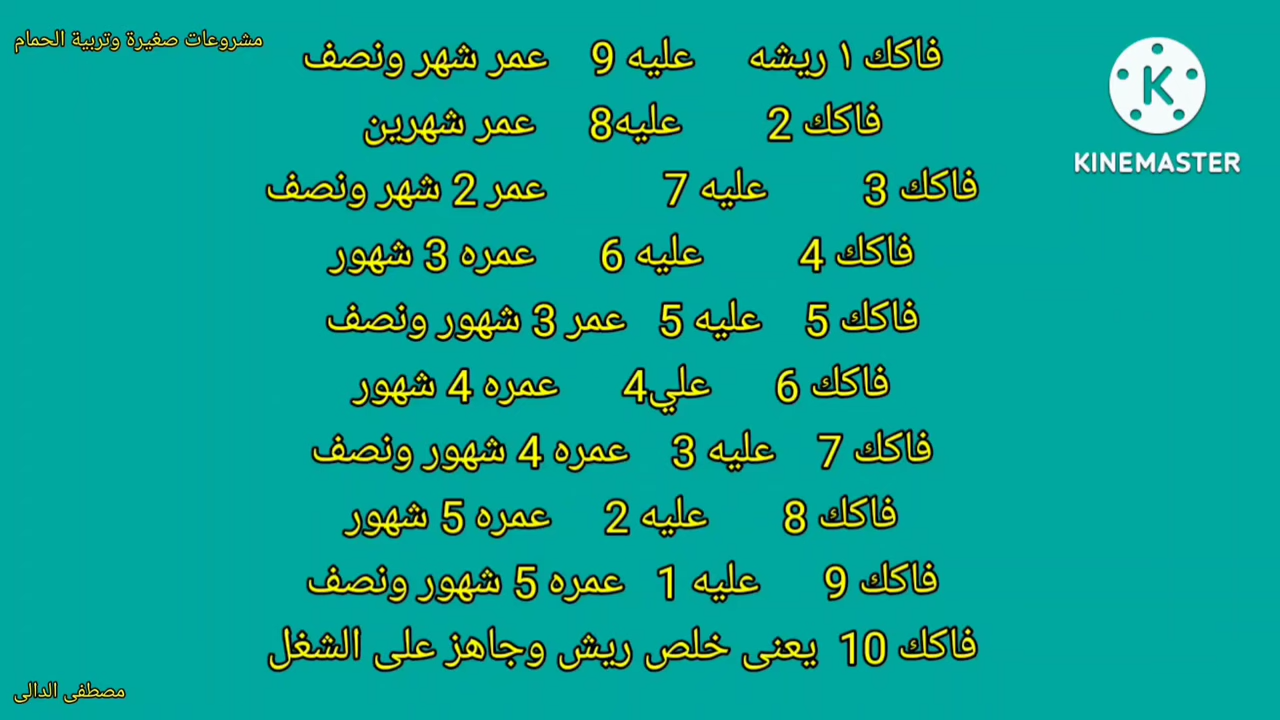 مشروعات صغيرة وتربية الحمام
فاكك ١ ريشه عليه 9 عمر شهر ونصف
فاكك 2 عليه8 عمر شهرين
فاكك 3 عليه 7 عمر 2 شهر ونصف
فاكك 4 عليه 6 عمره 3 شهور
فاكك 5 عليه 5 عمر 3 شهور ونصف
فاكك 6 علي4 عمره 4 شهور
فاكك 7 عليه 3 عمره 4 شهور ونصف
فاكك 8 عليه 2 عمره 5 شهور
فاكك 9 عليه 1 عمره 5 شهور ونصف
فاكك 10 يعنى خلص ريش وجاهز على الشغل
مصطفى الدالى
K
KINEMASTER